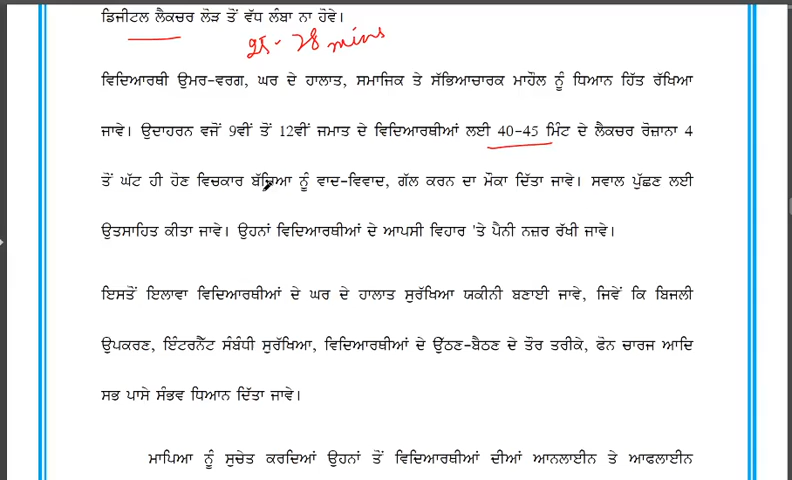 ਡਿਜੀਟਲ ਲੈਕਚਰ ਲੋੜ ਤੋਂ ਵੱਧ ਲੰਬਾ ਨਾ ਹੋਵੇ।
25-28 mins
ਵਿਦਿਆਰਥੀ ਉਮਰ-ਵਰਗ, ਘਰ ਦੇ ਹਾਲਾਤ, ਸਮਾਜਿਕ ਤੇ ਸੱਭਿਆਚਾਰਕ ਮਾਹੌਲ ਨੂੰ ਧਿਆਨ ਹਿੱਤ ਰੱਖਿਆ
ਜਾਵੇ। ਉਦਾਹਰਨ ਵਜੋਂ 9ਵੀਂ ਤੋਂ 12ਵੀਂ ਜਮਾਤ ਦੇ ਵਿਦਿਆਰਥੀਆਂ ਲਈ 40-45 ਮਿੰਟ ਦੇ ਲੈਕਚਰ ਰੋਜ਼ਾਨਾ 4
ਤੋਂ ਘੱਟ ਹੀ ਹੋਣ ਵਿਚਕਾਰ ਬੱਚਿਆ ਨੂੰ ਵਾਦ-ਵਿਵਾਦ, ਗੱਲ ਕਰਨ ਦਾ ਮੌਕਾ ਦਿੱਤਾ ਜਾਵੇ। ਸਵਾਲ ਪੁੱਛਣ ਲਈ
ਉਤਸਾਹਿਤ ਕੀਤਾ ਜਾਵੇ। ਉਹਨਾਂ ਵਿਦਿਆਰਥੀਆਂ ਦੇ ਆਪਸੀ ਵਿਹਾਰ 'ਤੇ ਪੈਨੀ ਨਜ਼ਰ ਰੱਖੀ ਜਾਵੇ।
ਇਸਤੋਂ ਇਲਾਵਾ ਵਿਦਿਆਰਥੀਆਂ ਦੇ ਘਰ ਦੇ ਹਾਲਾਤ ਸੁਰੱਖਿਆ ਯਕੀਨੀ ਬਣਾਈ ਜਾਵੇ, ਜਿਵੇਂ ਕਿ ਬਿਜਲੀ
ਉਪਕਰਣ, ਇੰਟਰਨੈੱਟ ਸੰਬੰਧੀ ਸੁਰੱਖਿਆ, ਵਿਦਿਆਰਥੀਆਂ ਦੇ ਉੱਠਣ-ਬੈਠਣ ਦੇ ਤੌਰ ਤਰੀਕੇ, ਫੋਨ ਚਾਰਜ ਆਦਿ
ਸਭ ਪਾਸੇ ਸੰਭਵ ਧਿਆਨ ਦਿੱਤਾ ਜਾਵੇ।
ਮਾਪਿਆ ਨੂੰ ਸੁਚੇਤ ਕਰਦਿਆਂ ਉਹਨਾਂ ਤੋਂ ਵਿਦਿਆਰਥੀਆਂ ਦੀਆਂ ਆਨਲਾਈਨ ਤੇ ਆਫਲਾਈਨ